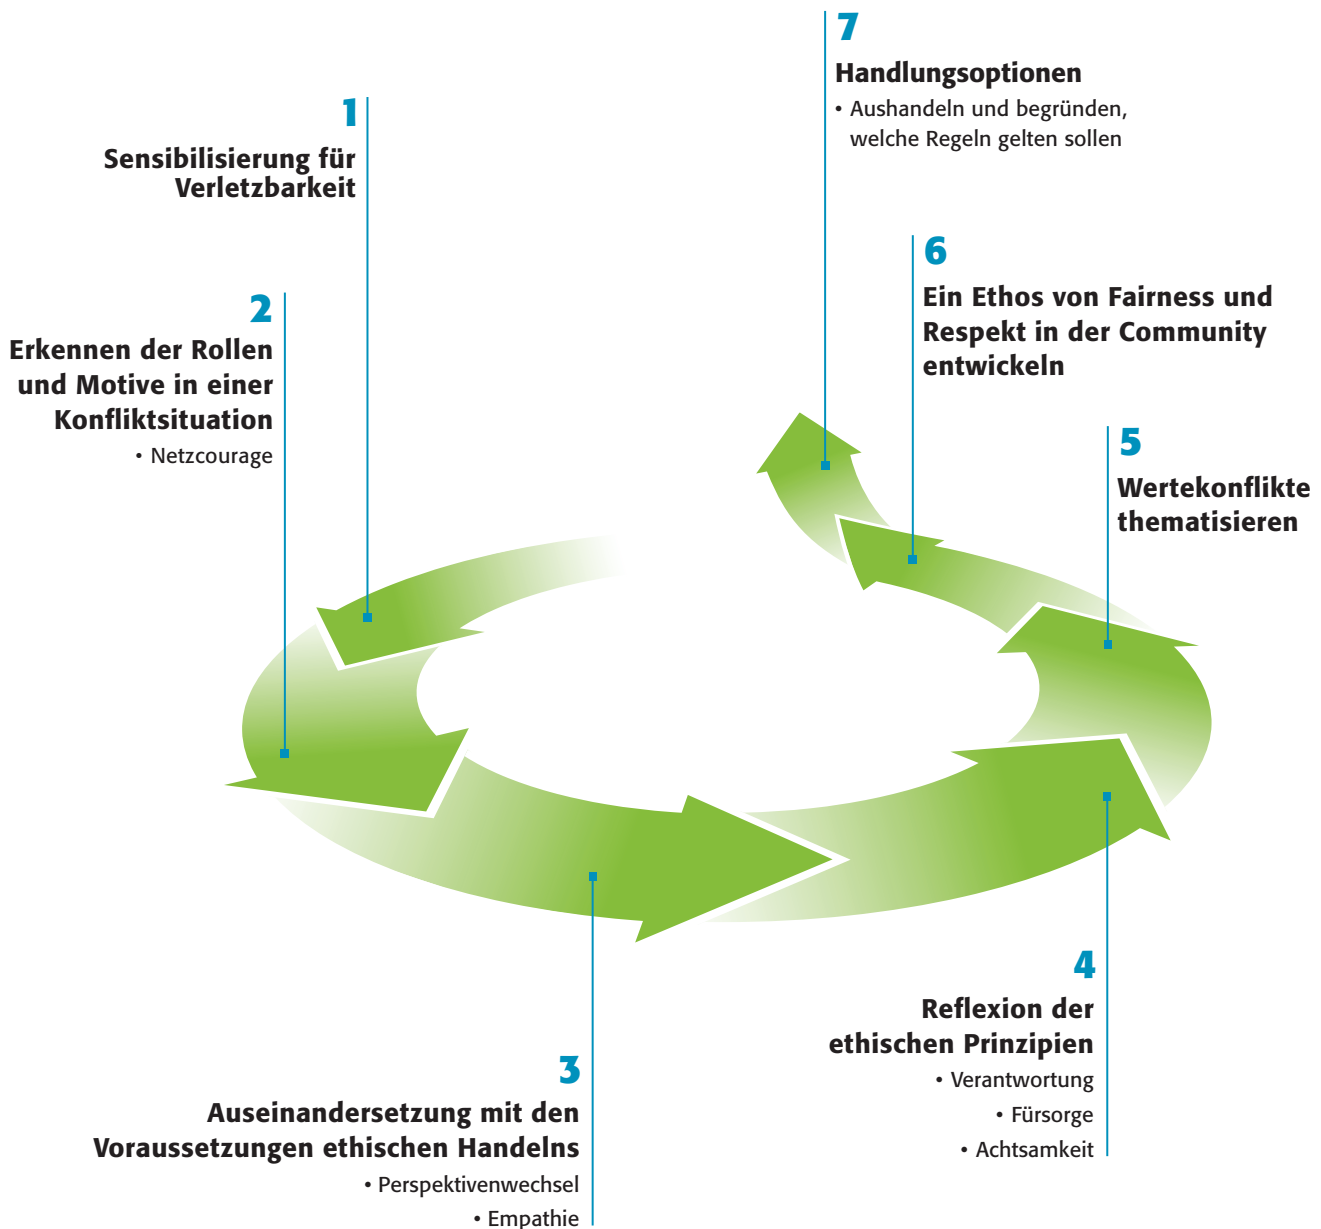 1
Sensibilisierung für
Verletzbarkeit
2
Erkennen der Rollen
und Motive in einer
Konfliktsituation
• Netzcourage
3
Auseinandersetzung mit den
Voraussetzungen ethischen Handelns
• Perspektivenwechsel
• Empathie
4
Reflexion der
ethischen Prinzipien
• Verantwortung
• Fürsorge
• Achtsamkeit
5
Wertekonflikte
thematisieren
6
Ein Ethos von Fairness und
Respekt in der Community
entwickeln
7
Handlungsoptionen
• Aushandeln und begründen,
welche Regeln gelten sollen